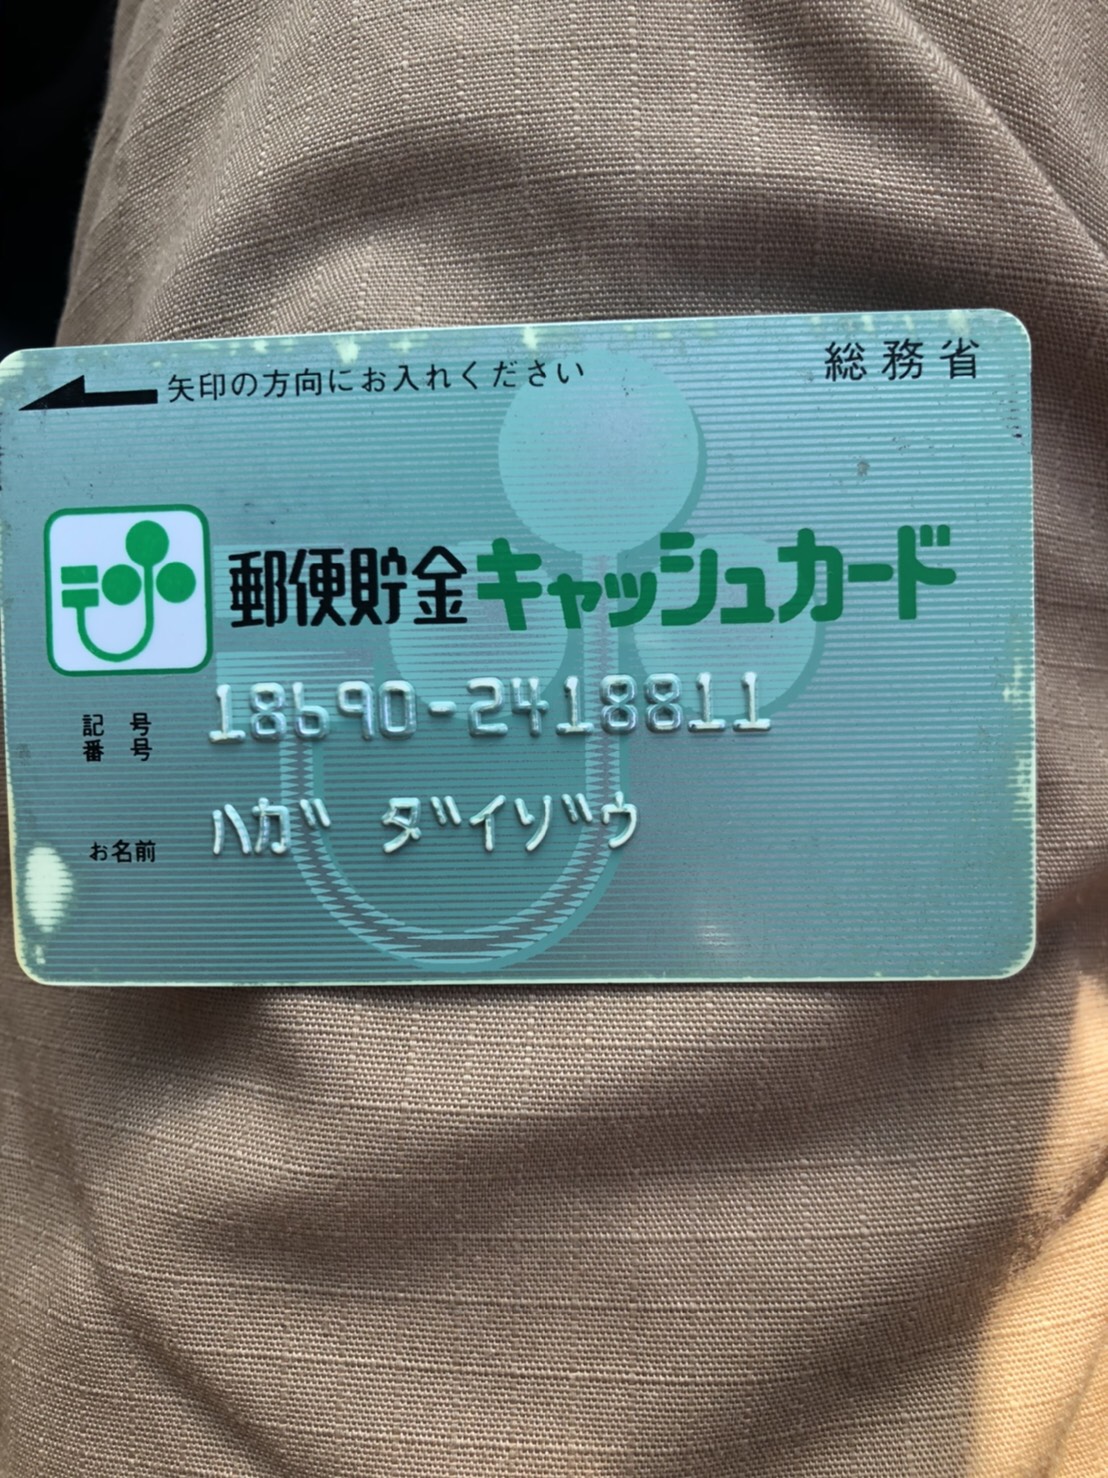 矢印の方向にお入れください
総務省
郵便貯金キャッシュカード
記号
番号
18690-2418811
お名前
ハガ ダイゾウ